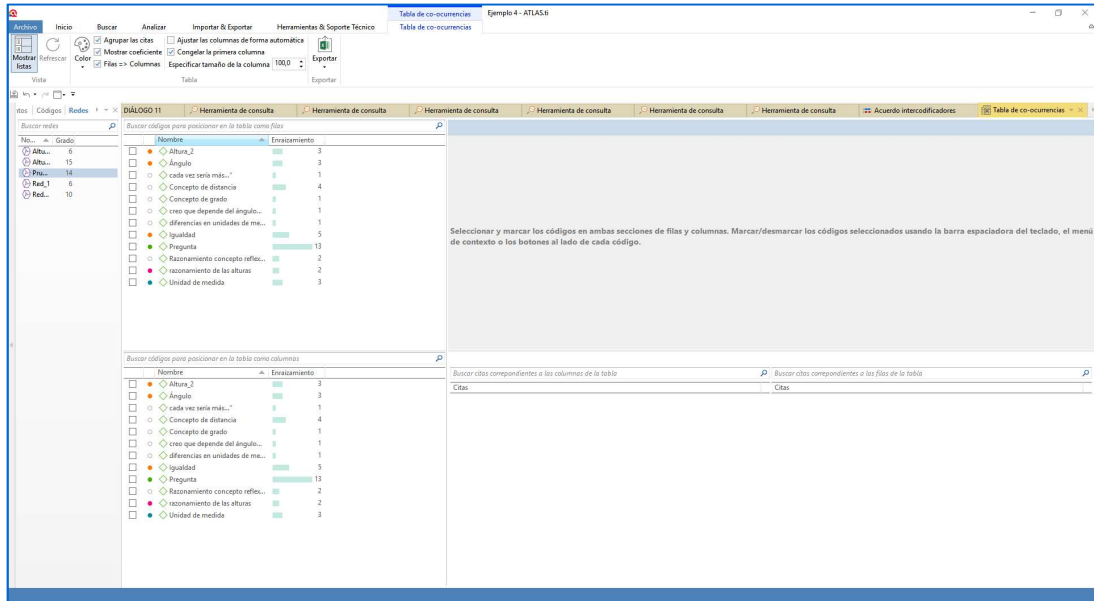 Tabla de co-ocurrencias
Ejemplo 4 - ATLAS.ti
Archivo Inicio Buscar Analizar Importar & Exportar Herramientas & Soporte Técnico Tabla de co-ocurrencias
Mostrar listas
Refrescar
Color
Agrupar las citas
Mostrar coeficiente
Filas => Columnas
Ajustar las columnas de forma automática
Congelar la primera columna
Especificar tamaño de la columna 100,0
Exportar
Vista Tabla Exportar
ntos Códigos Redes
DIÁLOGO 11 Herramienta de consulta Herramienta de consulta Herramienta de consulta Herramienta de consulta Herramienta de consulta Herramienta de consulta Acuerdo intercodificadores Tabla de co-ocurrencias
Buscar redes
No... Grado
Altu... 6
Altu... 15
Pru... 14
Red_1 6
Red... 10
Buscar códigos para posicionar en la tabla como filas
Nombre Enraizamiento
Altura_2 3
Ángulo 3
cada vez sería más..." 1
Concepto de distancia 4
Concepto de grado 1
creo que depende del ángulo... 1
diferencias en unidades de me... 1
Igualdad 5
Pregunta 13
Razonamiento concepto reflex... 2
razonamiento de las alturas 2
Unidad de medida 3
Seleccionar y marcar los códigos en ambas secciones de filas y columnas. Marcar/desmarcar los códigos seleccionados usando la barra espaciadora del teclado, el menú
de contexto o los botones al lado de cada código.
Buscar códigos para posicionar en la tabla como columnas
Nombre Enraizamiento
Altura_2 3
Ángulo 3
cada vez sería más..." 1
Concepto de distancia 4
Concepto de grado 1
creo que depende del ángulo... 1
diferencias en unidades de me... 1
Igualdad 5
Pregunta 13
Razonamiento concepto reflex... 2
razonamiento de las alturas 2
Unidad de medida 3
Buscar citas correpondientes a las columnas de la tabla
Citas
Buscar citas correpondientes a las filas de la tabla
Citas